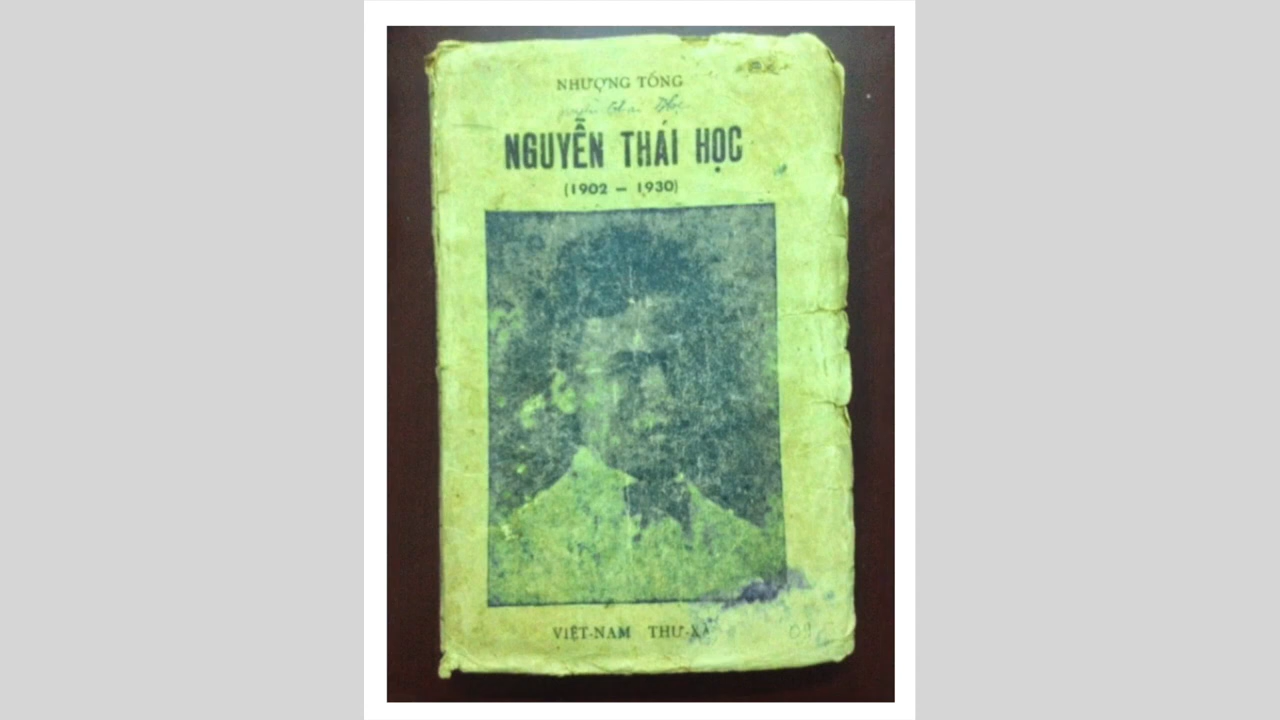 NHƯỢNG TỐNG
NGUYỄN THÁI HỌC
(1902 - 1930)
VIỆT-NAM THƯ-XÃ